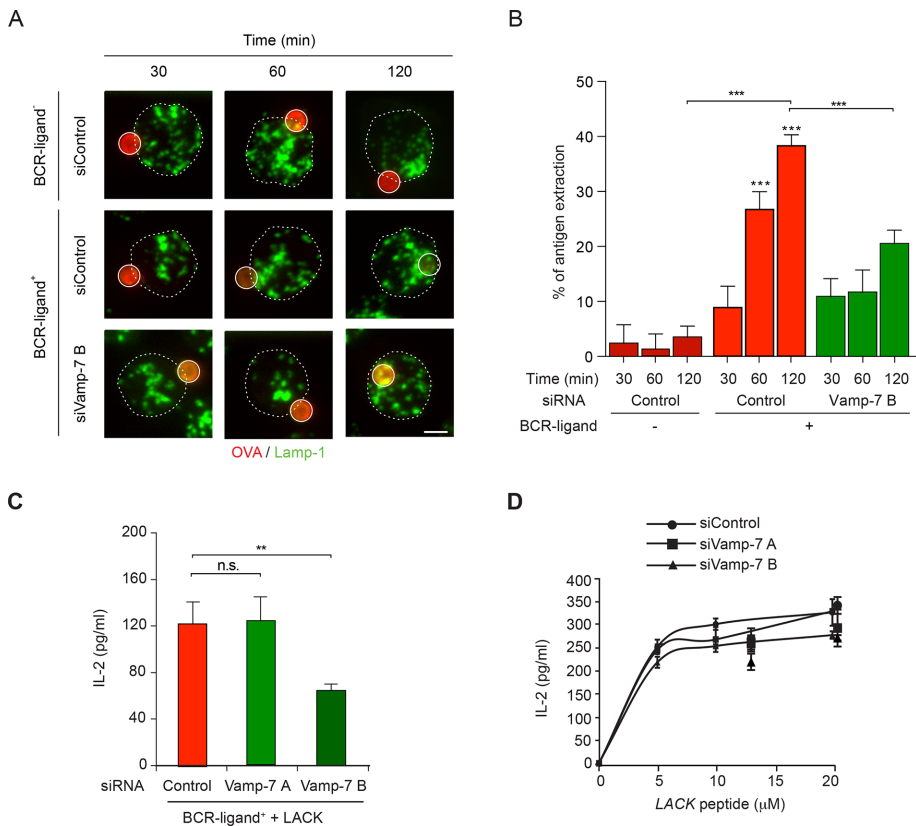 A
Time (min)
30 60 120
BCR-ligand-
siControl
BCR-ligand+
siControl
siVamp-7 B
OVA / Lamp-1
B
% of antigen extraction
50
40
30
20
10
0
*** ***
*** ***
Time (min) 30 60 120 30 60 120 30 60 120
siRNA Control Control Vamp-7 B
BCR-ligand - +
C
IL-2 (pg/ml)
200
160
120
80
40
0
**
n.s.
siRNA Control Vamp-7 A Vamp-7 B
BCR-ligand+ + LACK
D
siControl
siVamp-7 A
siVamp-7 B
IL-2 (pg/ml)
400
350
300
250
200
150
100
50
0
0 5 10 15 20
LACK peptide (μM)